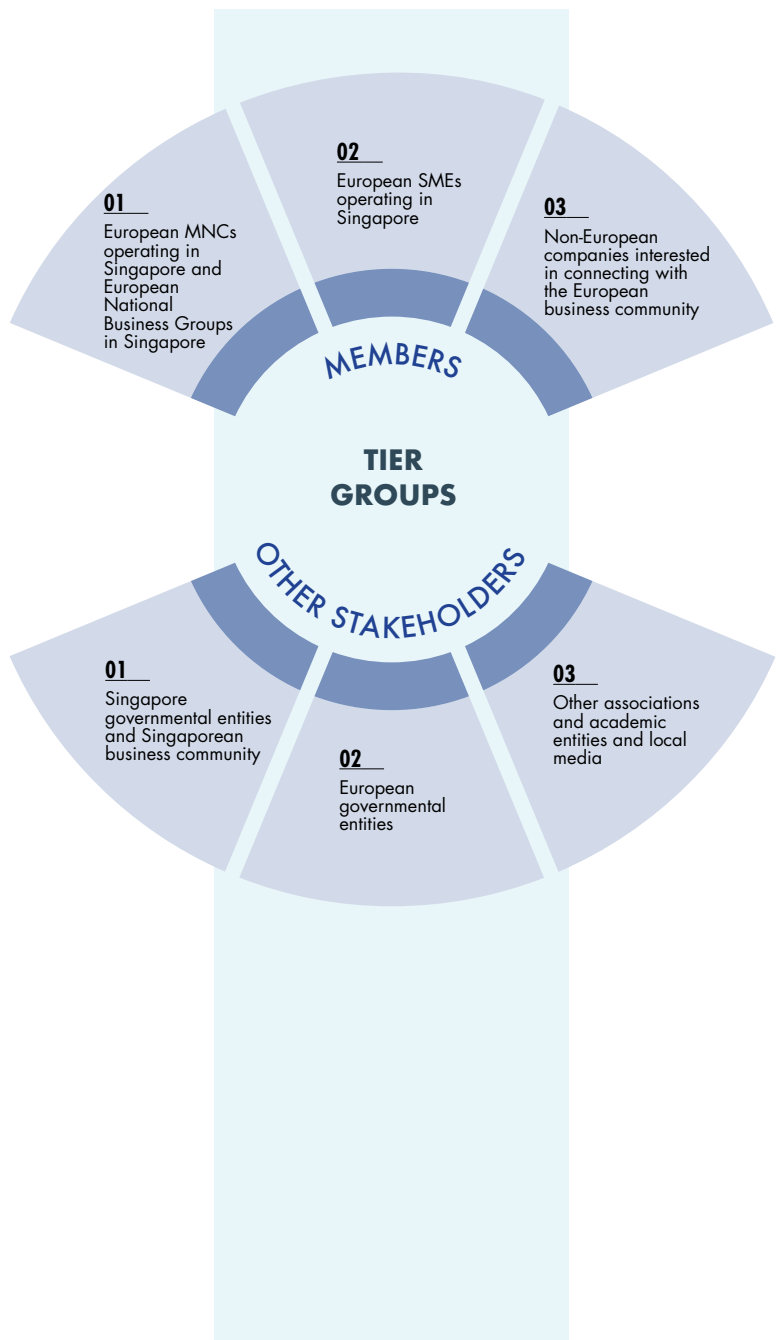 01
European MNCs
operating in
Singapore and
European
National
Business Groups
in Singapore
02
European SMEs
operating in
Singapore
03
Non-European
companies interested
in connecting with
the European
business community
MEMBERS
TIER
GROUPS
OTHER STAKEHOLDERS
01
Singapore
governmental entities
and Singaporean
business community
02
European
governmental
entities
03
Other associations
and academic
entities and local
media